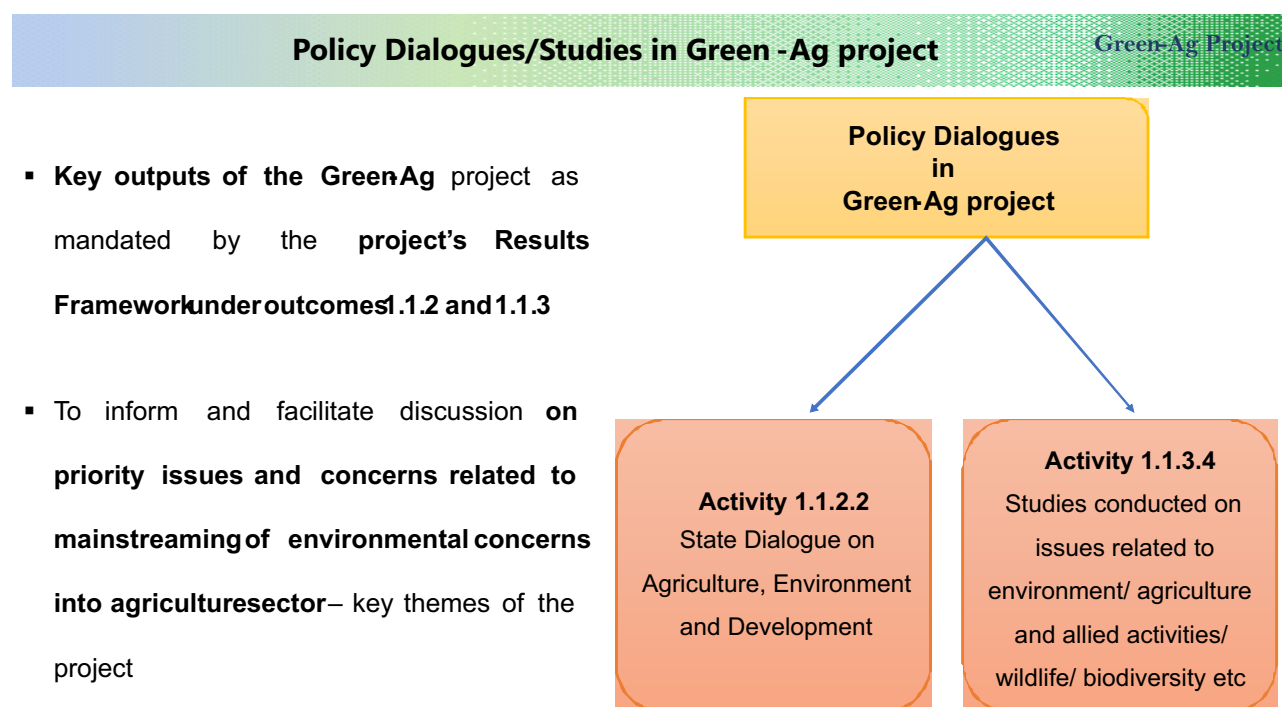 Policy Dialogues/Studies in Green -Ag project
Green-Ag Project
▪ Key outputs of the Green-Ag project as
mandated by the project's Results
Framework under outcomes 1.1.2 and 1.1.3
▪ To inform and facilitate discussion on
priority issues and concerns related to
mainstreaming of environmental concerns
into agriculture sector – key themes of the
project
Policy Dialogues
in
Green-Ag project
Activity 1.1.2.2
State Dialogue on
Agriculture, Environment
and Development
Activity 1.1.3.4
Studies conducted on
issues related to
environment/ agriculture
and allied activities/
wildlife/ biodiversity etc